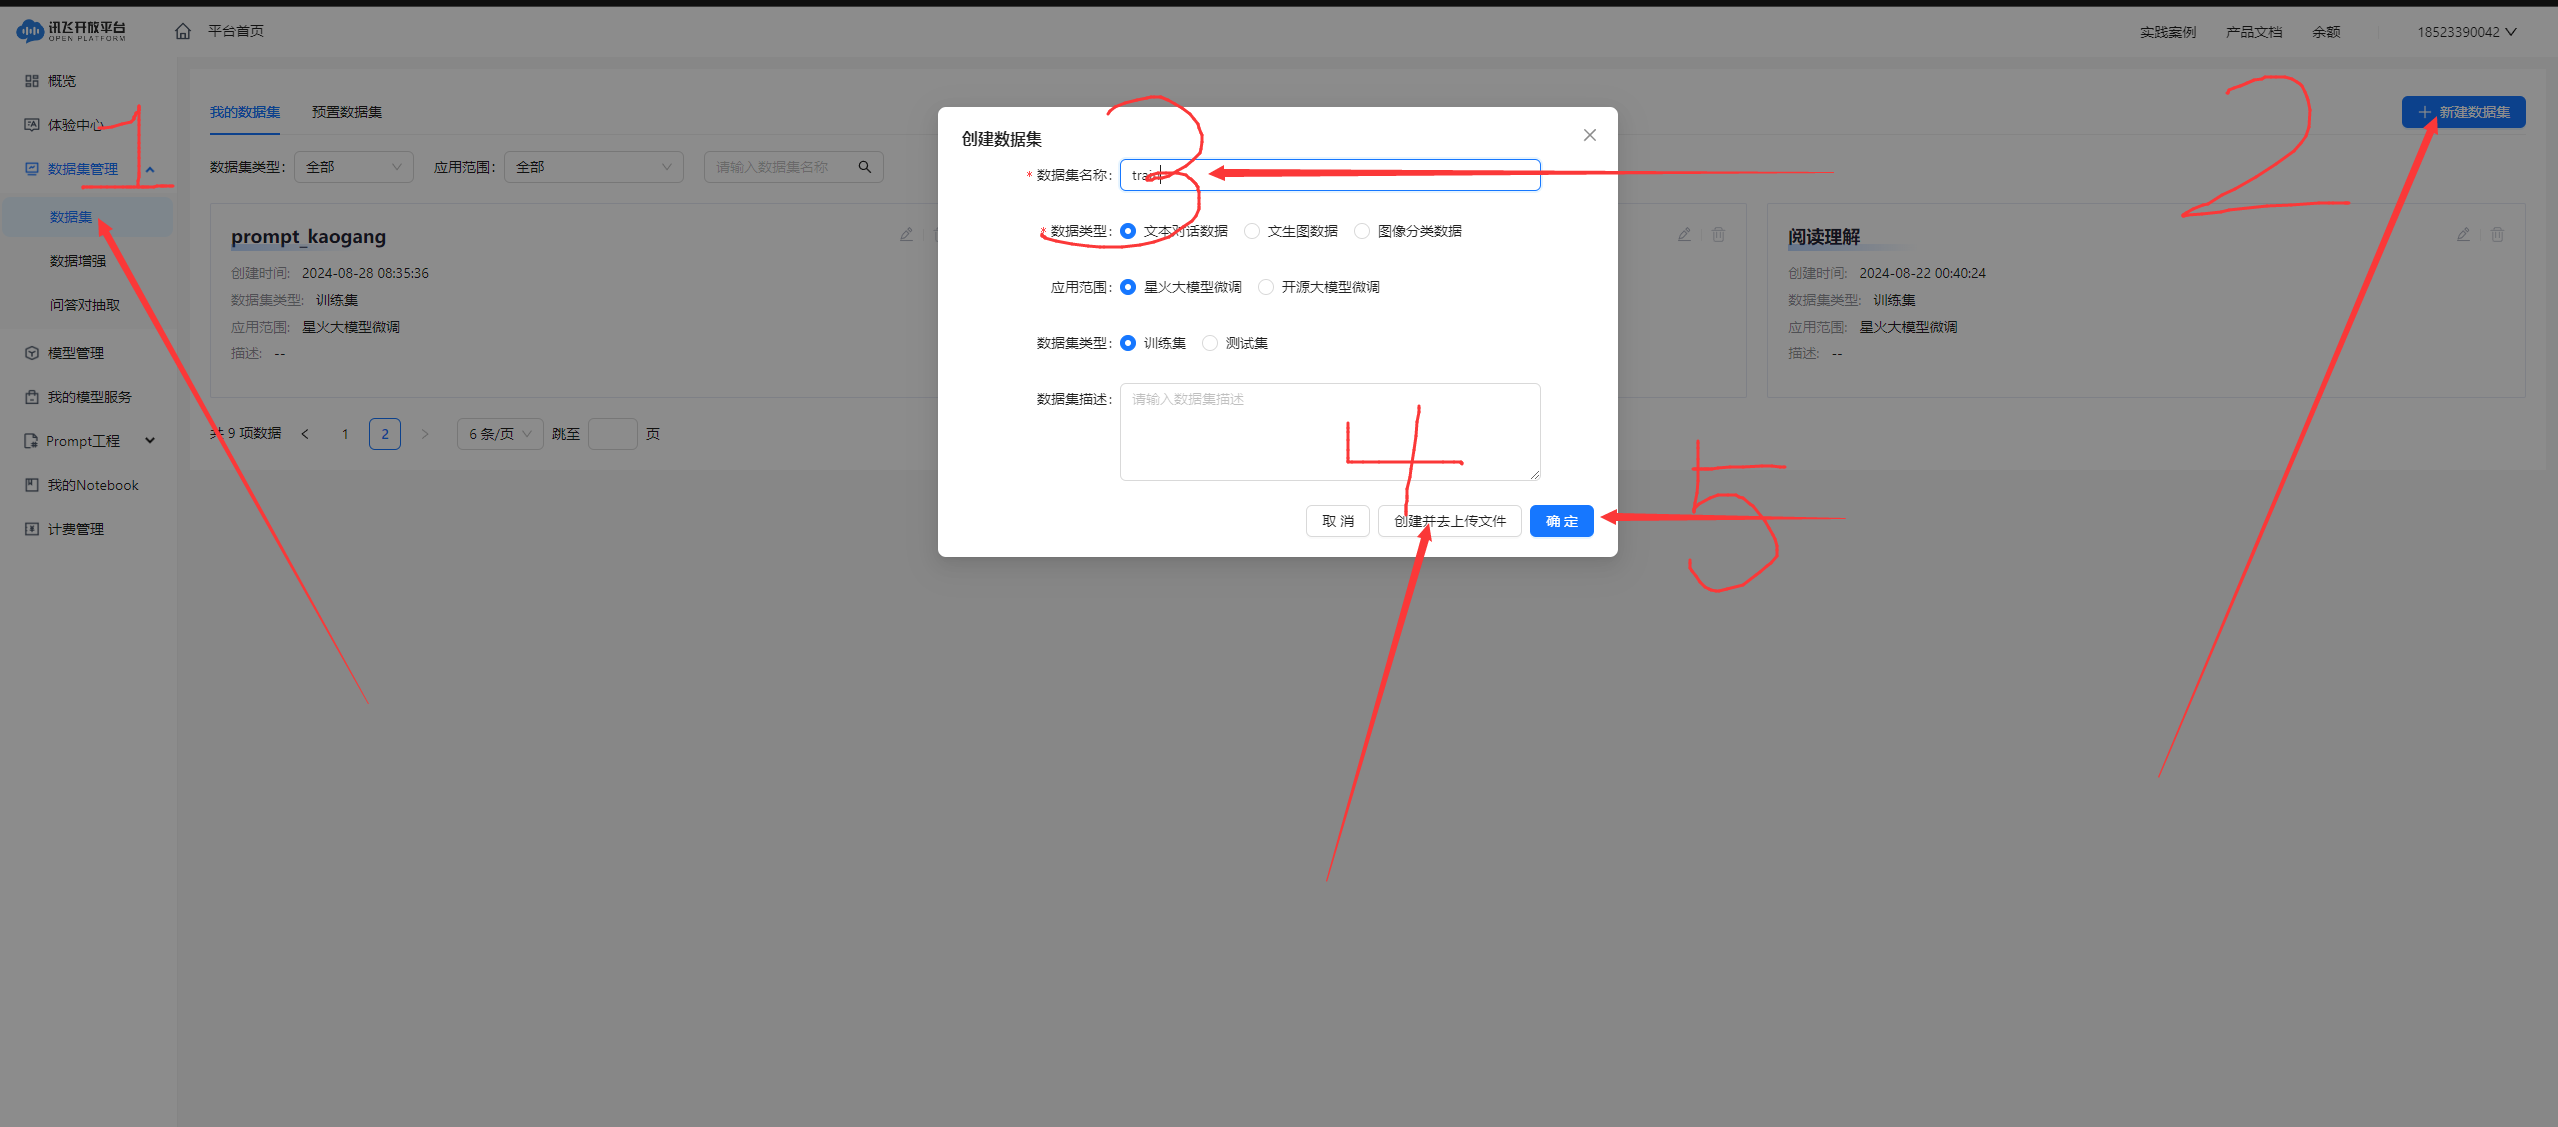 讯飞开放平台
OPEN PLATFORM
平台首页
实践案例
产品文档
余额
18523390042
概览
体验中心
数据集管理
数据集
数据增强
问答对抽取
模型管理
我的模型服务
Prompt工程
我的Notebook
计费管理
1
我的数据集
预置数据集
新建数据集
2
数据集类型: 全部
应用范围: 全部
请输入数据集名称
prompt_kaogang
创建时间: 2024-08-28 08:35:36
数据集类型: 训练集
应用范围: 星火大模型微调
描述: --
阅读理解
创建时间: 2024-08-22 00:40:24
数据集类型: 训练集
应用范围: 星火大模型微调
描述: --
共 9 项数据 < 1 2 > 6 条/页 跳至 页
创建数据集
3
* 数据集名称:
* 数据类型: 文本对话数据 文生图数据 图像分类数据
应用范围: 星火大模型微调 开源大模型微调
数据集类型: 训练集 测试集
数据集描述: 请输入数据集描述
4
取 消 创建并去上传文件 确 定
5